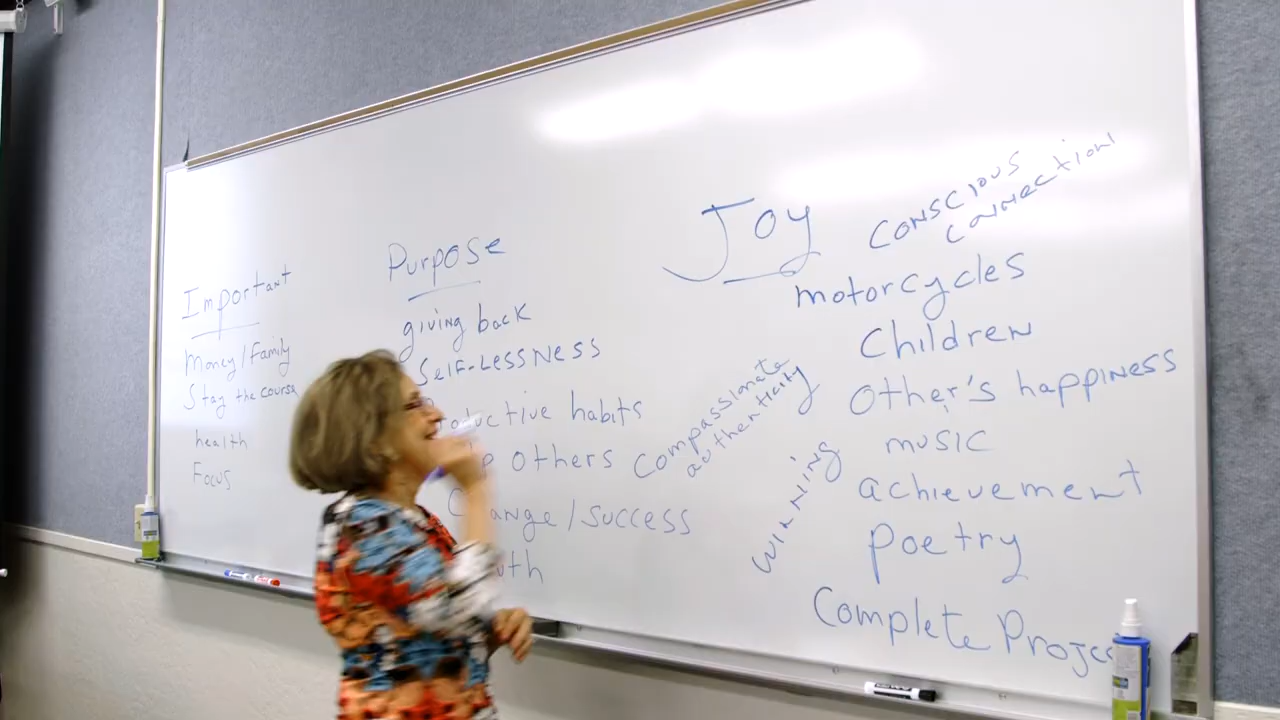 Important
Money/Family
Stay the course
health
Focus
Purpose
giving back
Self-Lessness
habits
others
/success
Joy
conscious
connection
motorcycles
Children
Other's happiness
music
achievement
Poetry
Complete
compassionate
authenticity
winning